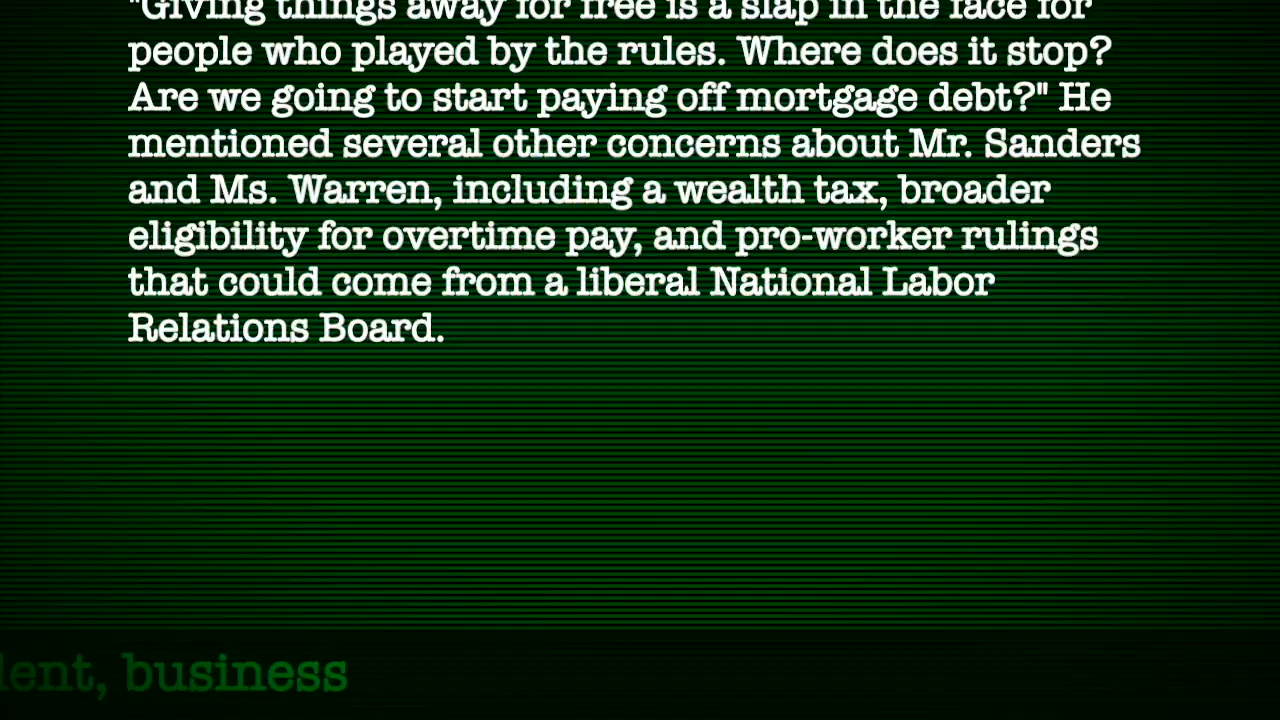 "Giving things away for free is a slap in the face for
people who played by the rules. Where does it stop?
Are we going to start paying off mortgage debt?" He
mentioned several other concerns about Mr. Sanders
and Ms. Warren, including a wealth tax, broader
eligibility for overtime pay, and pro-worker rulings
that could come from a liberal National Labor
Relations Board.
business